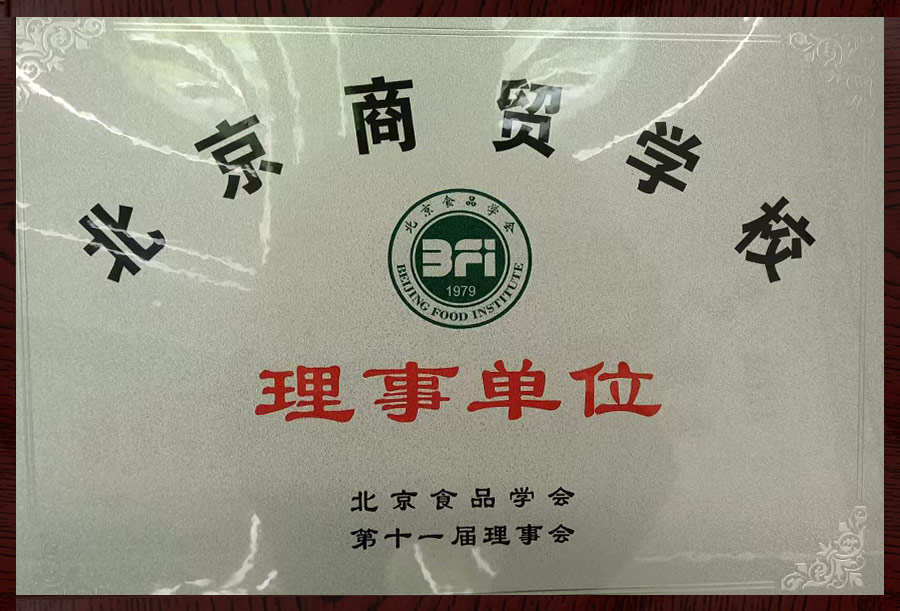 北京商贸学校
北京食品学会
BFI
1979
BEIJING FOOD INSTITUTE
理事单位
北京食品学会
第十一届理事会